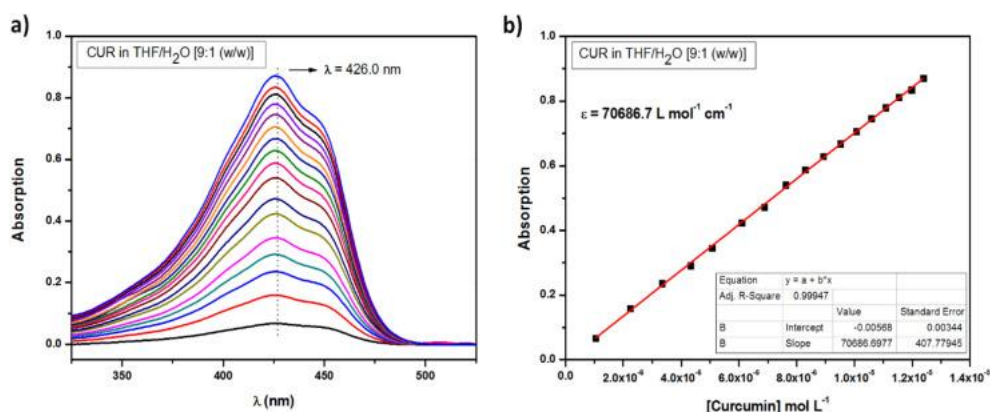 a)
CUR in THF/H₂O [9:1 (w/w)]
λ = 426.0 nm
Absorption
1.0
0.8
0.6
0.4
0.2
0.0
350
400
450
500
λ (nm)
b)
CUR in THF/H₂O [9:1 (w/w)]
ε = 70686.7 L mol⁻¹ cm⁻¹
Absorption
1.0
0.8
0.6
0.4
0.2
0.0
Equation y = a + b*x
Adj. R-Square 0.99947
Value Standard Error
B Intercept -0.00568 0.00344
B Slope 70686.6977 407.77945
0.0
2.0x10⁻⁶
4.0x10⁻⁶
6.0x10⁻⁶
8.0x10⁻⁶
1.0x10⁻⁵
1.2x10⁻⁵
1.4x10⁻⁵
[Curcumin] mol L⁻¹